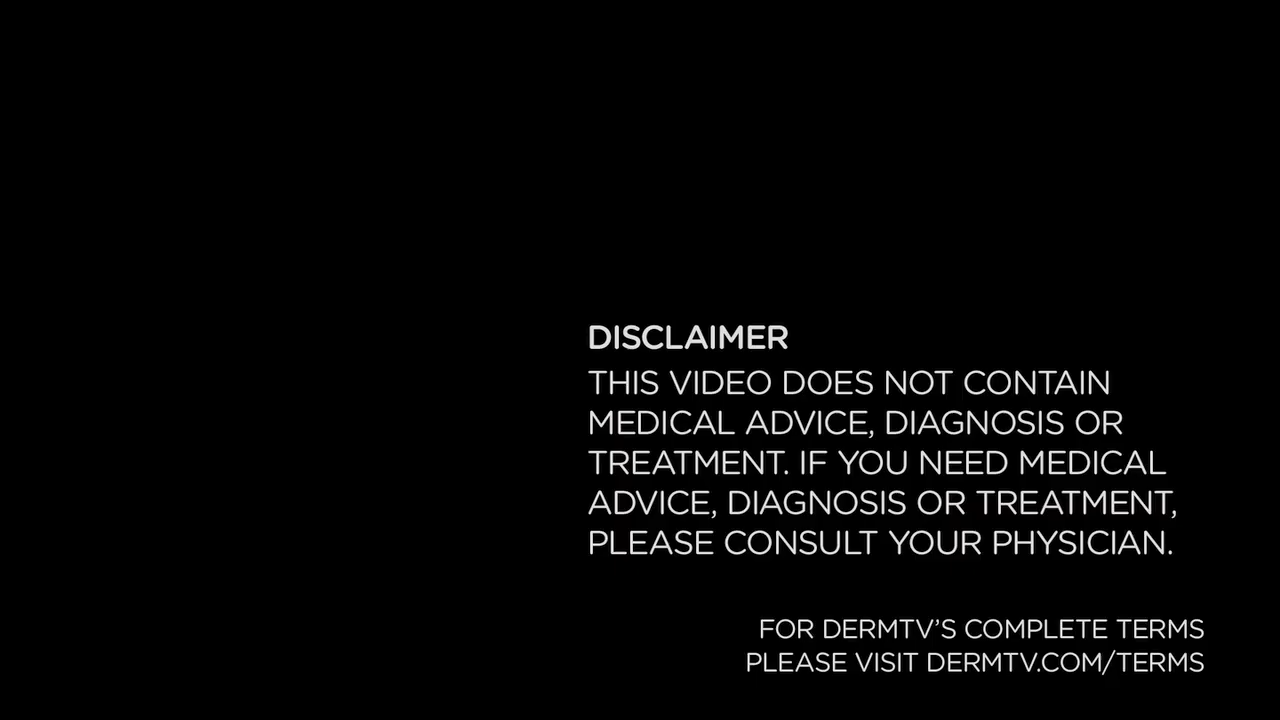 DISCLAIMER
THIS VIDEO DOES NOT CONTAIN
MEDICAL ADVICE, DIAGNOSIS OR
TREATMENT. IF YOU NEED MEDICAL
ADVICE, DIAGNOSIS OR TREATMENT,
PLEASE CONSULT YOUR PHYSICIAN.
FOR DERMTV’S COMPLETE TERMS
PLEASE VISIT DERMTV.COM/TERMS